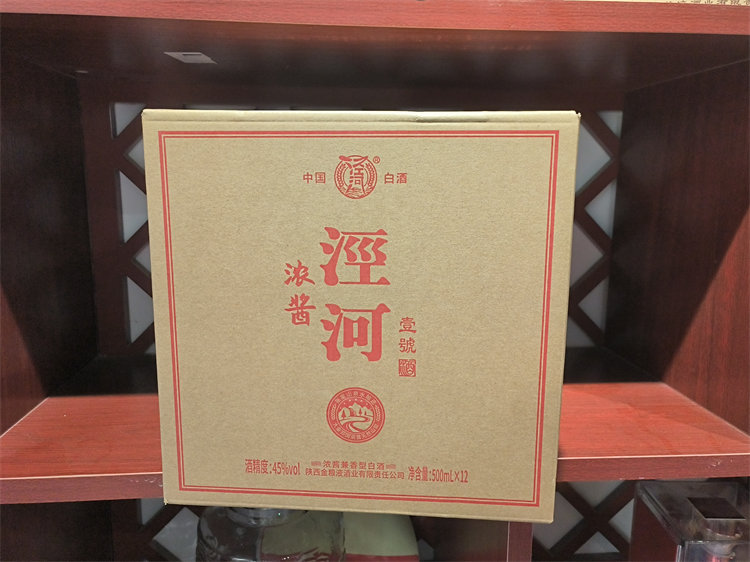 中国 涇河® 白酒
涇河
浓酱
壹號
酒精度:45%vol
浓酱兼香型白酒
陕西金粮液酒业有限责任公司
净含量:500mL×12